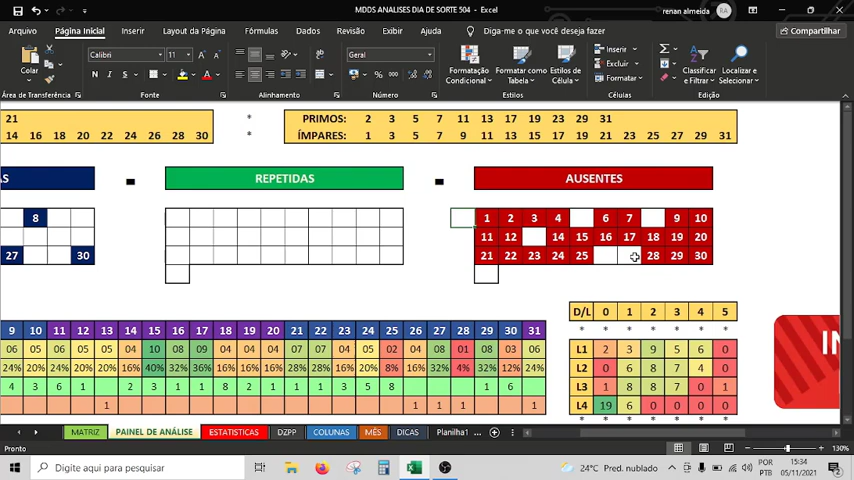 MDDS ANALISES DIA DE SORTE 504 - Excel
renan almeida RA
Arquivo Página Inicial Inserir Layout da Página Fórmulas Dados Revisão Exibir Ajuda Diga-me o que você deseja fazer Compartilhar
Colar Calibri 11 Geral Formatação Condicional Formatar como Tabela Estilos de Célula Inserir Excluir Formatar Classificar e Filtrar Localizar e Selecionar
N I S % 000
Área de Transferência Fonte Alinhamento Número Estilos Células Edição
21 * PRIMOS: 2 3 5 7 11 13 17 19 23 29 31
14 16 18 20 22 24 26 28 30 * ÍMPARES: 1 3 5 7 9 11 13 15 17 19 21 23 25 27 29 31
AS - REPETIDAS = AUSENTES
8 1 2 3 4 6 7 9 10
11 12 14 15 16 17 18 19 20
27 30 21 22 23 24 25 28 29 30
D/L 0 1 2 3 4 5
9 10 11 12 13 14 15 16 17 18 19 20 21 22 23 24 25 26 27 28 29 30 31 * * * * * * *
06 05 06 05 05 04 10 08 09 04 05 04 07 07 05 04 02 04 08 01 08 03 06 L1 2 3 9 5 6 0
24% 20% 24% 20% 20% 16% 40% 32% 36% 16% 20% 16% 28% 28% 20% 16% 8% 16% 32% 4% 32% 12% 24% L2 0 6 8 7 4 0
4 3 6 1 2 3 1 1 8 2 1 1 1 3 5 8 1 6 L3 1 8 8 7 0 1
1 1 1 1 1 L4 19 6 0 0 0 0
* * * * * * *
IN
MATRIZ PAINEL DE ANÁLISE ESTATISTICAS DZPP COLUNAS MÊS DICAS Planilha1 ...
Pronto 130%
Digite aqui para pesquisar 24°C Pred. nublado POR PTB 15:34 05/11/2021 2